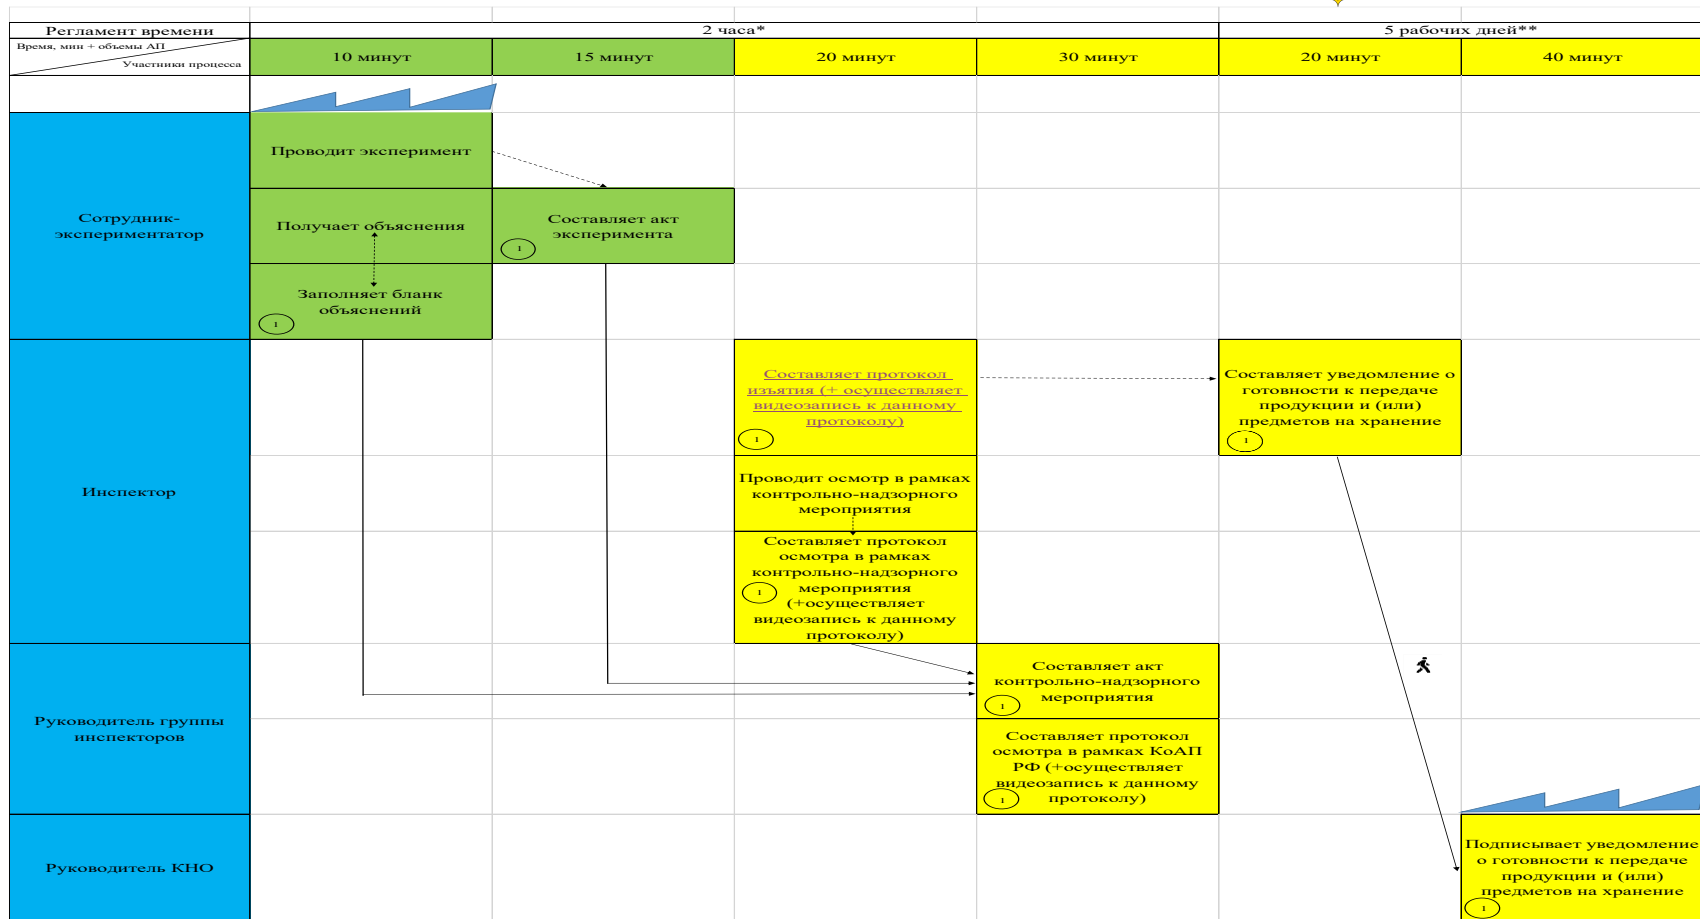 Регламент времени
2 часа*
5 рабочих дней**
Время, мин + объемы АП
Участники процесса
10 минут
15 минут
20 минут
30 минут
20 минут
40 минут
Сотрудник-
экспериментатор
Проводит эксперимент
Получает объяснения
Составляет акт
эксперимента
1
Заполняет бланк
объяснений
1
Инспектор
Составляет протокол
изъятия (+ осуществляет
видеозапись к данному
протоколу)
1
Составляет уведомление о
готовности к передаче
продукции и (или)
предметов на хранение
1
Проводит осмотр в рамках
контрольно-надзорного
мероприятия
Составляет протокол
осмотра в рамках
контрольно-надзорного
мероприятия
1
(+осуществляет
видеозапись к данному
протоколу)
Руководитель группы
инспекторов
Составляет акт
контрольно-надзорного
мероприятия
1
Составляет протокол
осмотра в рамках КоАП
РФ (+осуществляет
видеозапись к данному
протоколу)
1
Руководитель КНО
Подписывает уведомление
о готовности к передаче
продукции и (или)
предметов на хранение
1